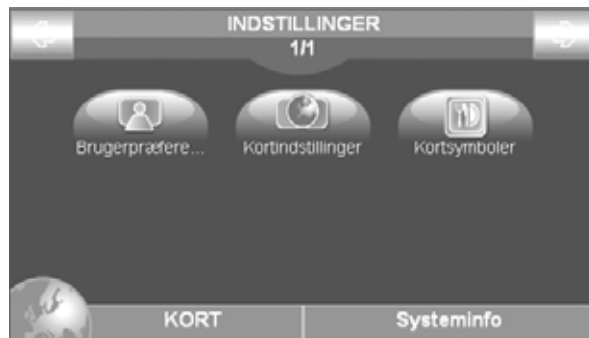 INDSTILLINGER
1/1
Brugerpræfere... Kortindstillinger Kortsymboler
KORT Systeminfo